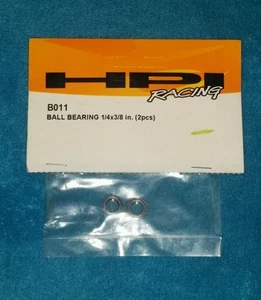 HPI
RACING
B011
BALL BEARING 1/4x3/8 in. (2pcs)